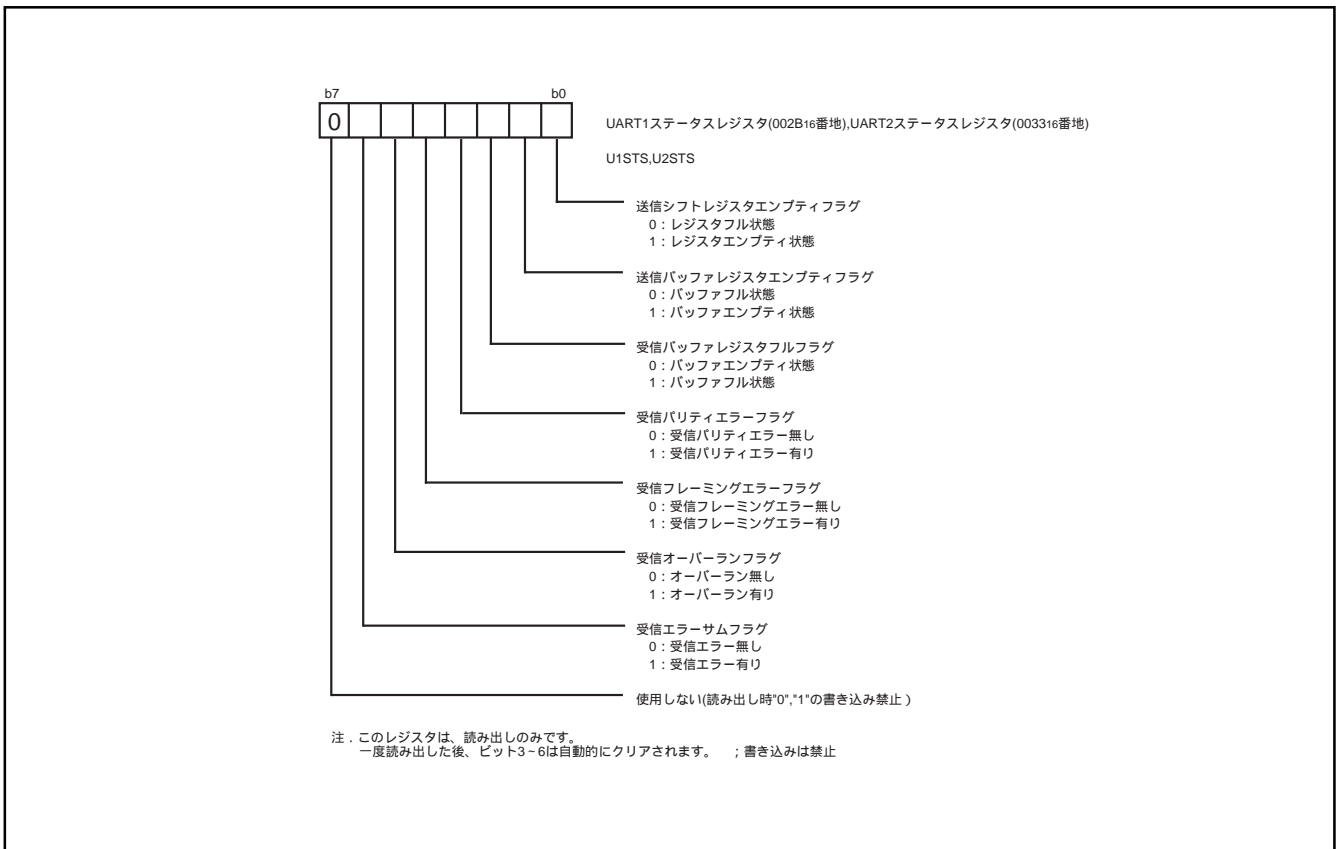 b7 b0
0
UART1ステータスレジスタ(002B16番地),UART2ステータスレジスタ(003316番地)
U1STS,U2STS
送信シフトレジスタエンプティフラグ
0：レジスタフル状態
1：レジスタエンプティ状態
送信バッファレジスタエンプティフラグ
0：バッファフル状態
1：バッファエンプティ状態
受信バッファレジスタフルフラグ
0：バッファエンプティ状態
1：バッファフル状態
受信パリティエラーフラグ
0：受信パリティエラー無し
1：受信パリティエラー有り
受信フレーミングエラーフラグ
0：受信フレーミングエラー無し
1：受信フレーミングエラー有り
受信オーバーランフラグ
0：オーバーラン無し
1：オーバーラン有り
受信エラーサムフラグ
0：受信エラー無し
1：受信エラー有り
使用しない(読み出し時"0","1"の書き込み禁止）
注．このレジスタは、読み出しのみです。
一度読み出した後、ビット3~6は自動的にクリアされます。 ；書き込みは禁止